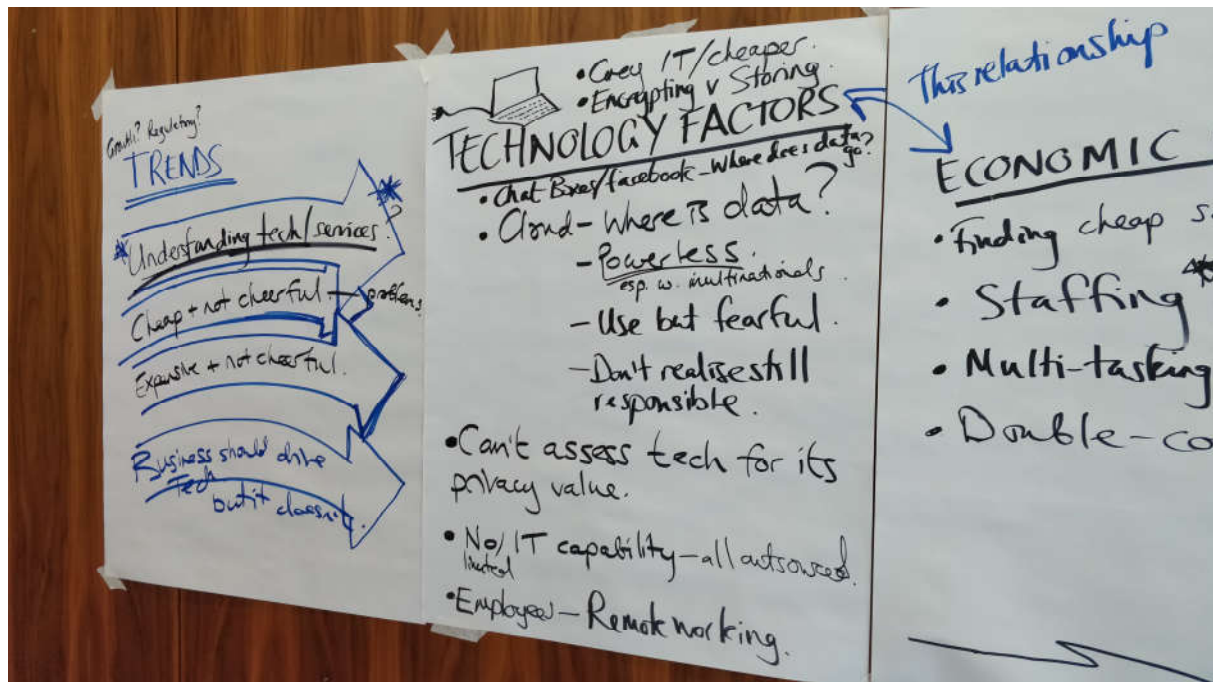 Growth? Regulatory?
TRENDS
Understanding tech/services?
Cheap + not cheerful — problems.
Expensive + not cheerful.
Business should drive
Tech
but it doesn't.
• Grey IT/cheaper.
• Encrypting v Storing.
TECHNOLOGY FACTORS
• Chat Boxes/facebook – Where does data
go?
• Cloud – Where is data?
– Powerless.
esp. w. multinationals.
– Use but fearful.
– Don't realise still
responsible.
• Can't assess tech for its
privacy value.
• No/IT capability – all outsourced.
limited
• Employees – Remote working.
This relationship
ECONOMIC
• Finding cheap s
• Staffing
• Multi-tasking
• Double-co